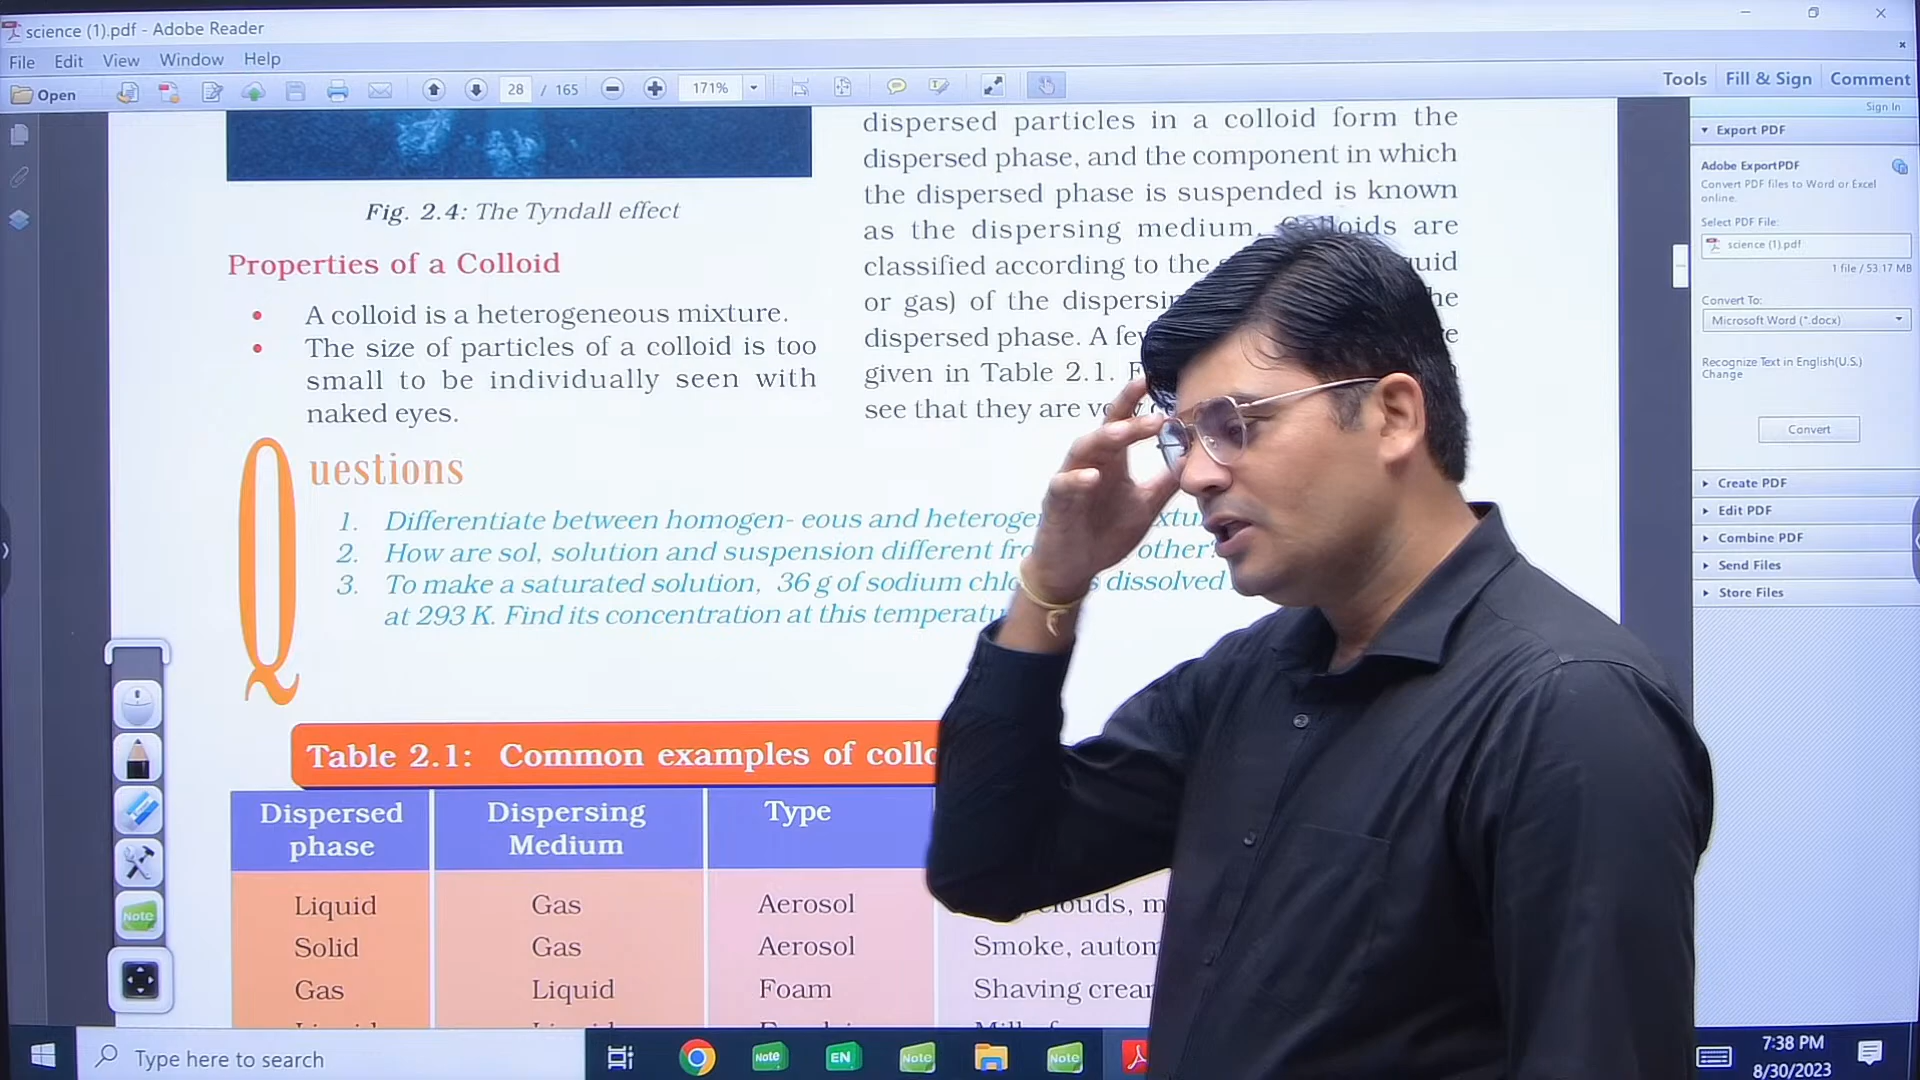 science (1).pdf - Adobe Reader
File Edit View Window Help
Open
28 / 165
171%
Tools Fill & Sign Comment
Sign In
Export PDF
Adobe ExportPDF
Convert PDF files to Word or Excel
online.
Select PDF File:
science (1).pdf
1 file / 53.17 MB
Convert To:
Microsoft Word (*.docx)
Recognize Text in English(U.S.)
Change
Convert
Create PDF
Edit PDF
Combine PDF
Send Files
Store Files
Fig. 2.4: The Tyndall effect
Properties of a Colloid
• A colloid is a heterogeneous mixture.
• The size of particles of a colloid is too
small to be individually seen with
naked eyes.
dispersed particles in a colloid form the
dispersed phase, and the component in which
the dispersed phase is suspended is known
as the dispersing medium. Colloids are
classified according to the
or gas) of the
dispersed phase. A
given in Table 2.1.
see that they are
Questions
1. Differentiate between homogen- eous and
2. How are sol, solution and suspension different other?
3. To make a saturated solution, 36 g of sodium dissolved
at 293 K. Find its concentration at this
Table 2.1: Common examples of
Dispersed Dispersing Type
phase Medium
Liquid Gas Aerosol clouds,
Solid Gas Aerosol Smoke,
Gas Liquid Foam Shaving
Type here to search
Note
EN
Note
Note
Note
7:38 PM
8/30/2023